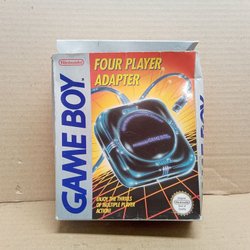 Nintendo
GAME BOY
FOUR PLAYER
ADAPTER
ENJOY THE THRILLS
OF MULTIPLE PLAYER
ACTION!